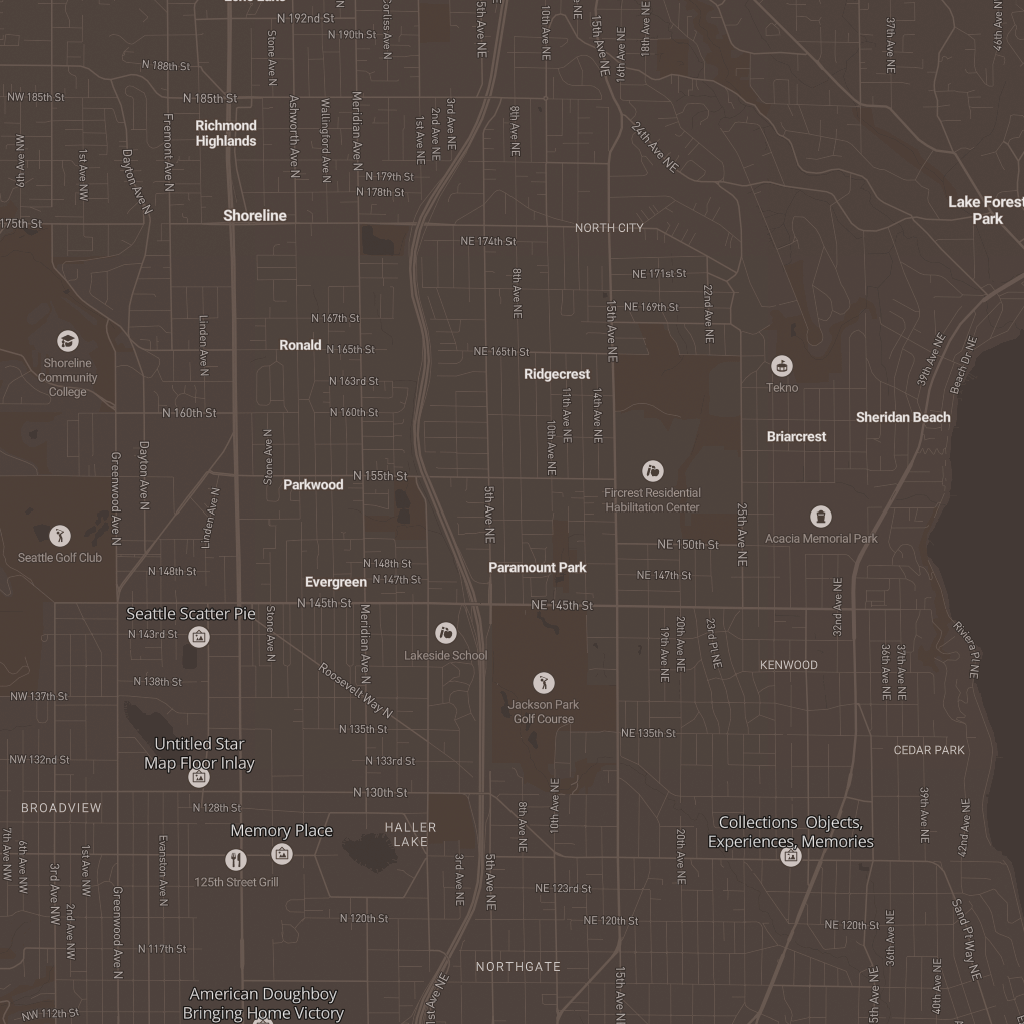 N 192nd St
Corliss Ave N
5th Ave NE
10th Ave NE
15th Ave NE
16th Ave NE
18th Ave NE
37th Ave NE
46th Ave NE
N 190th St
Stone Ave N
N 188th St
NW 185th St
N 185th St
Richmond
Highlands
Fremont Ave N
Ashworth Ave N
Wallingford Ave N
Meridian Ave N
1st Ave NE
2nd Ave NE
3rd Ave NE
8th Ave NE
24th Ave NE
6th Ave NW
1st Ave NW
Dayton Ave N
N 179th St
N 178th St
Lake Forest
Park
175th St
Shoreline
NORTH CITY
NE 174th St
NE 171st St
8th Ave NE
22nd Ave NE
NE 169th St
15th Ave NE
N 167th St
Linden Ave N
Ronald
N 165th St
NE 165th St
39th Ave NE
Beach Dr NE
Shoreline
Community
College
Ridgecrest
Tekno
N 163rd St
11th Ave NE
14th Ave NE
N 160th St
N 160th St
Sheridan Beach
Briarcrest
10th Ave NE
Stone Ave N
Dayton Ave N
Greenwood Ave N
N 155th St
Parkwood
Linden Ave N
5th Ave NE
Fircrest Residential
Habilitation Center
25th Ave NE
Acacia Memorial Park
Seattle Golf Club
NE 150th St
N 148th St
N 148th St
N 147th St
Paramount Park
NE 147th St
Evergreen
N 145th St
NE 145th St
32nd Ave NE
Seattle Scatter Pie
N 143rd St
Stone Ave N
Meridian Ave N
Lakeside School
19th Ave NE
20th Ave NE
23rd Pl NE
KENWOOD
36th Ave NE
37th Ave NE
Riviera Pl NE
N 138th St
NW 137th St
Roosevelt Way N
Jackson Park
Golf Course
N 135th St
NE 135th St
Untitled Star
Map Floor Inlay
CEDAR PARK
NW 132nd St
N 133rd St
N 130th St
BROADVIEW
N 128th St
8th Ave NE
10th Ave NE
39th Ave NE
42nd Ave NE
Memory Place
HALLER
LAKE
Collections Objects,
Experiences, Memories
20th Ave NE
7th Ave NW
6th Ave NW
3rd Ave NW
1st Ave NW
Evanston Ave N
125th Street Grill
3rd Ave NE
5th Ave NE
NE 123rd St
2nd Ave NW
Greenwood Ave N
N 120th St
NE 120th St
NE 120th St
36th Ave NE
Sand Pt Way NE
N 117th St
NORTHGATE
American Doughboy
Bringing Home Victory
NW 112th St
1st Ave NE
15th Ave NE
35th Ave NE
40th Ave NE